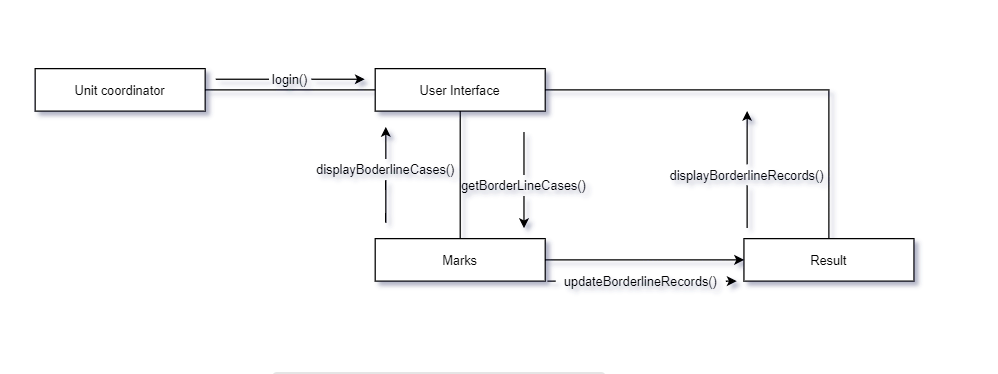 login()
Unit coordinator
User Interface
displayBoderlineCases()
getBorderLineCases()
displayBorderlineRecords()
Marks
Result
updateBorderlineRecords()